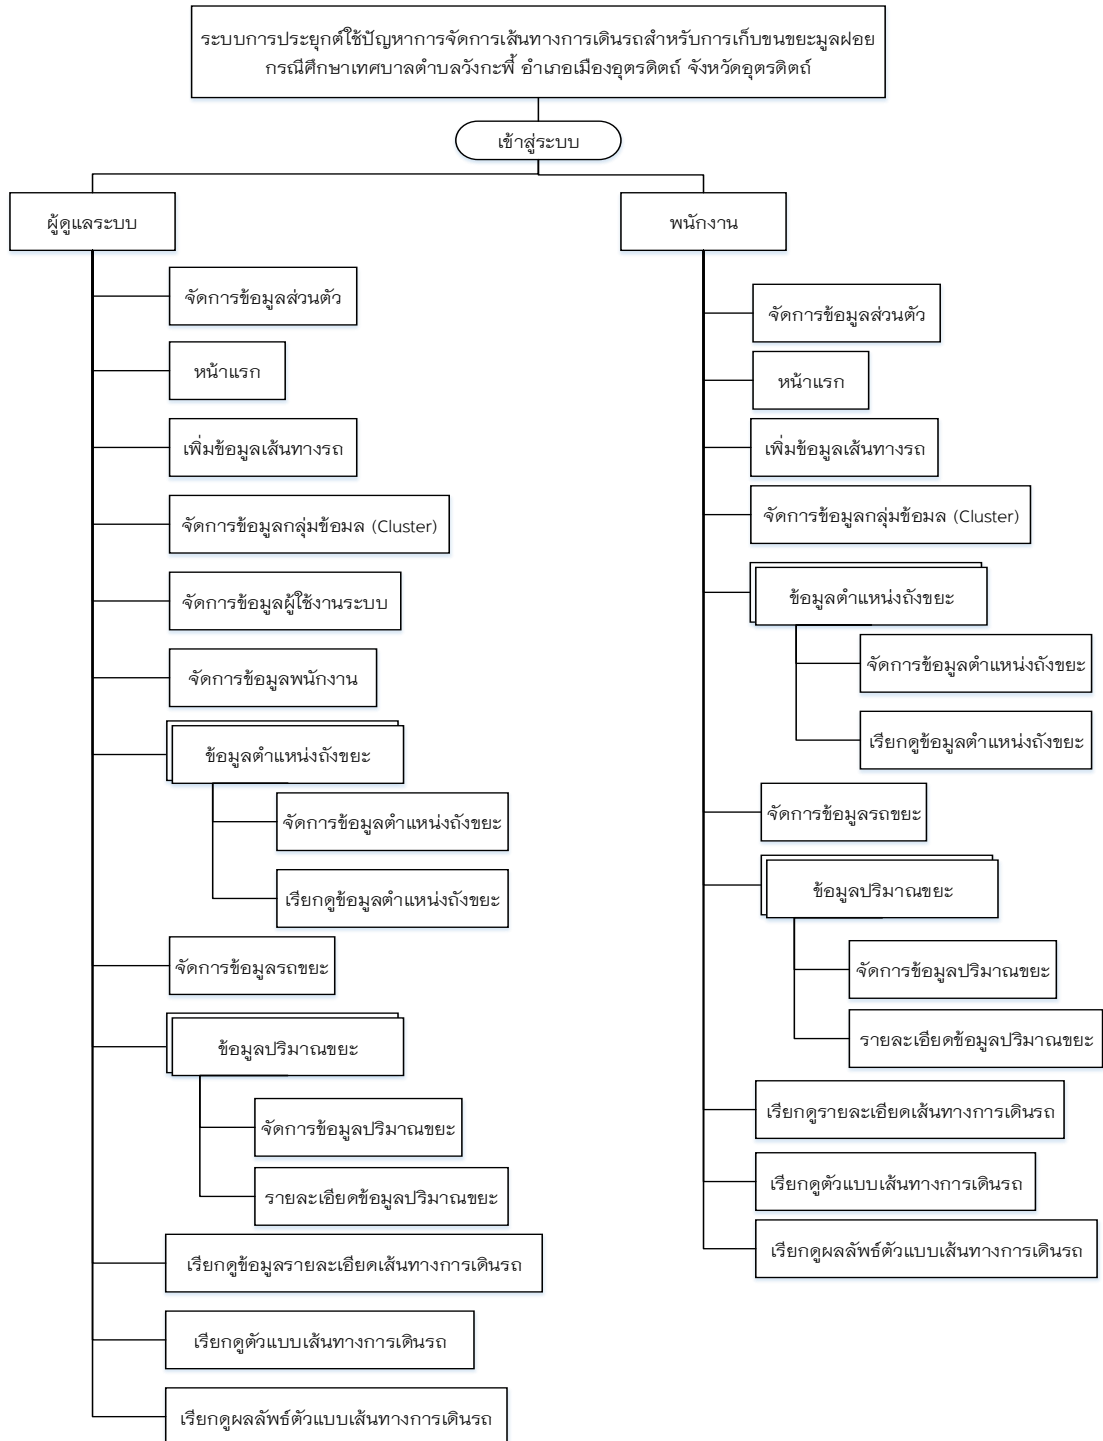 ระบบการประยุกต์ใช้ปัญหาการจัดการเส้นทางการเดินรถสำหรับการเก็บขนขยะมูลฝอย
กรณีศึกษาเทศบาลตำบลวังกะพี้ อำเภอเมืองอุตรดิตถ์ จังหวัดอุตรดิตถ์
เข้าสู่ระบบ
ผู้ดูแลระบบ
จัดการข้อมูลส่วนตัว
หน้าแรก
เพิ่มข้อมูลเส้นทางรถ
จัดการข้อมูลกลุ่มข้อมล (Cluster)
จัดการข้อมูลผู้ใช้งานระบบ
จัดการข้อมูลพนักงาน
ข้อมูลตำแหน่งถังขยะ
จัดการข้อมูลตำแหน่งถังขยะ
เรียกดูข้อมูลตำแหน่งถังขยะ
จัดการข้อมูลรถขยะ
ข้อมูลปริมาณขยะ
จัดการข้อมูลปริมาณขยะ
รายละเอียดข้อมูลปริมาณขยะ
เรียกดูข้อมูลรายละเอียดเส้นทางการเดินรถ
เรียกดูตัวแบบเส้นทางการเดินรถ
เรียกดูผลลัพธ์ตัวแบบเส้นทางการเดินรถ
พนักงาน
จัดการข้อมูลส่วนตัว
หน้าแรก
เพิ่มข้อมูลเส้นทางรถ
จัดการข้อมูลกลุ่มข้อมล (Cluster)
ข้อมูลตำแหน่งถังขยะ
จัดการข้อมูลตำแหน่งถังขยะ
เรียกดูข้อมูลตำแหน่งถังขยะ
จัดการข้อมูลรถขยะ
ข้อมูลปริมาณขยะ
จัดการข้อมูลปริมาณขยะ
รายละเอียดข้อมูลปริมาณขยะ
เรียกดูรายละเอียดเส้นทางการเดินรถ
เรียกดูตัวแบบเส้นทางการเดินรถ
เรียกดูผลลัพธ์ตัวแบบเส้นทางการเดินรถ